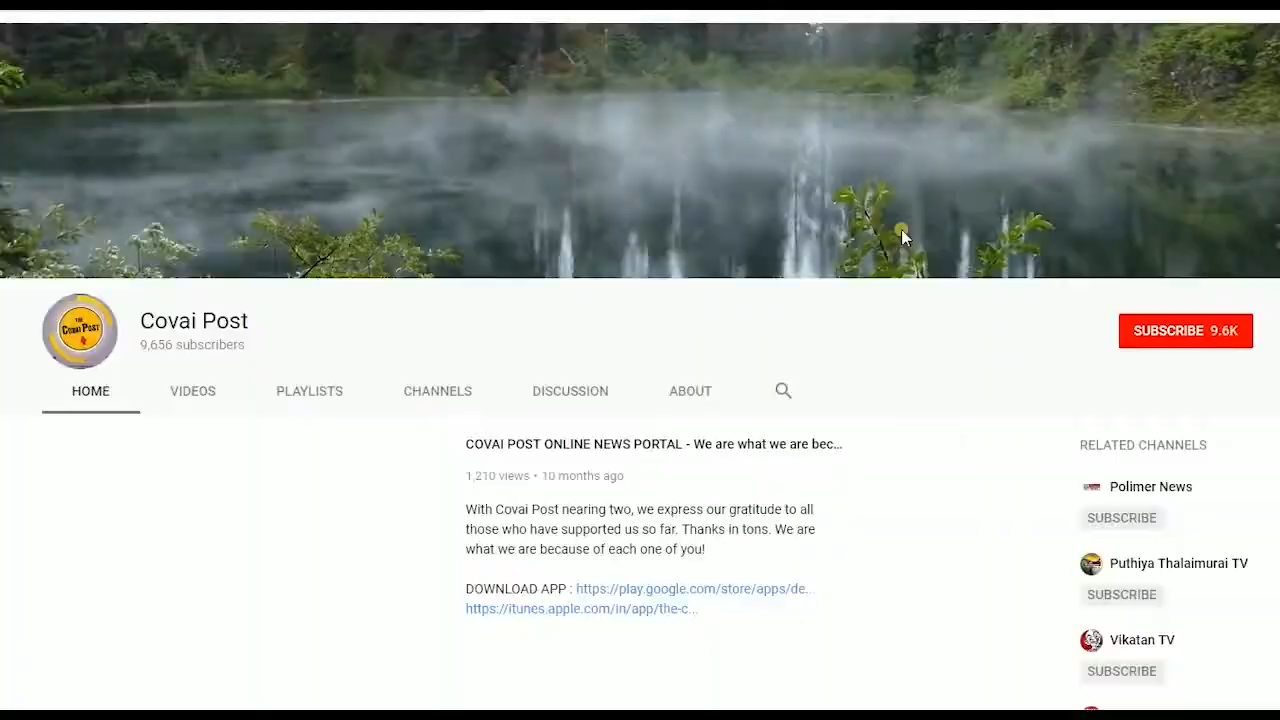 THE
COVAI POST
Covai Post
9,656 subscribers
SUBSCRIBE 9.6K
HOME VIDEOS PLAYLISTS CHANNELS DISCUSSION ABOUT
COVAI POST ONLINE NEWS PORTAL - We are what we are bec...
1,210 views • 10 months ago
With Covai Post nearing two, we express our gratitude to all
those who have supported us so far. Thanks in tons. We are
what we are because of each one of you!
DOWNLOAD APP : https://play.google.com/store/apps/de...
https://itunes.apple.com/in/app/the-c...
RELATED CHANNELS
Polimer News
SUBSCRIBE
Puthiya Thalaimurai TV
SUBSCRIBE
Vikatan TV
SUBSCRIBE